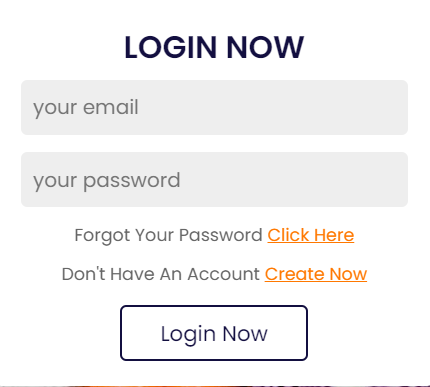 LOGIN NOW
your email
your password
Forgot Your Password Click Here
Don't Have An Account Create Now
Login Now